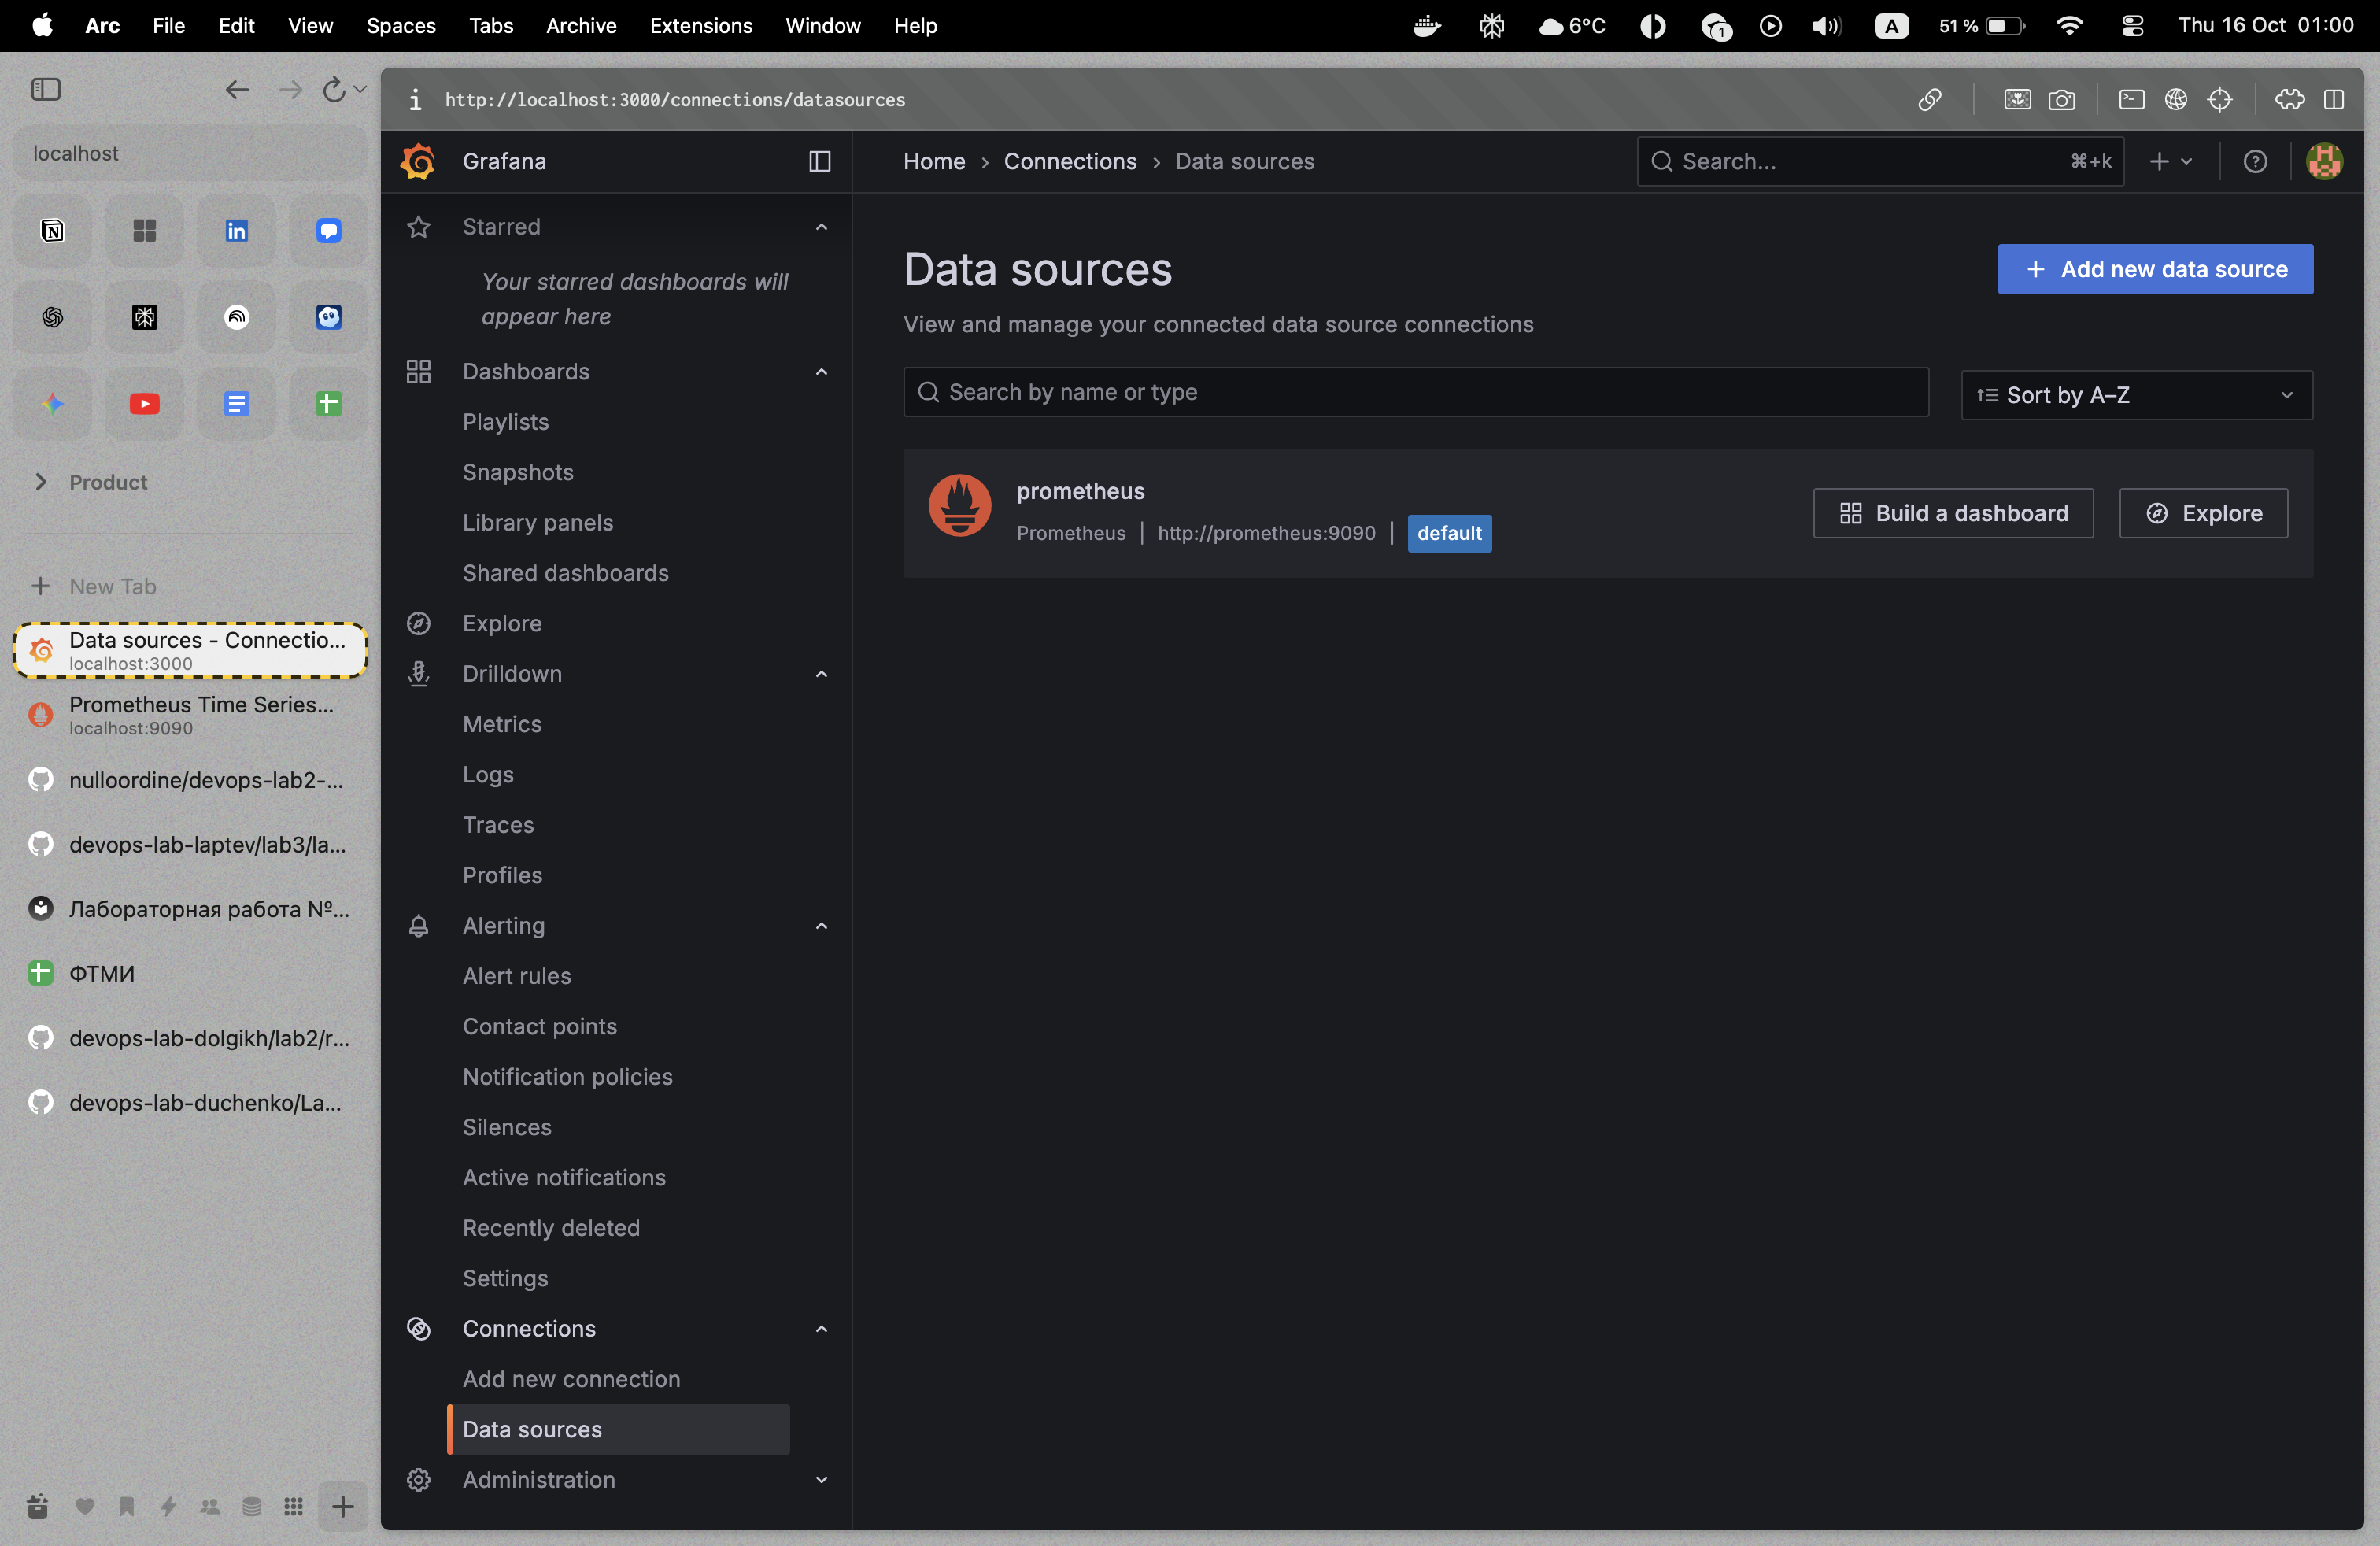 Arc File Edit View Spaces Tabs Archive Extensions Window Help
1 6°C A 51 % Thu 16 Oct 01:00
http://localhost:3000/connections/datasources
localhost
Product
New Tab
Data sources - Connectio...
localhost:3000
Prometheus Time Series...
localhost:9090
nulloordine/devops-lab2-...
devops-lab-laptev/lab3/la...
Лабораторная работа №...
ФТМИ
devops-lab-dolgikh/lab2/r...
devops-lab-duchenko/La...
Grafana
Home › Connections › Data sources
Search... ⌘+k
Starred
Your starred dashboards will
appear here
Dashboards
Playlists
Snapshots
Library panels
Shared dashboards
Explore
Drilldown
Metrics
Logs
Traces
Profiles
Alerting
Alert rules
Contact points
Notification policies
Silences
Active notifications
Recently deleted
Settings
Connections
Add new connection
Data sources
Administration
Data sources
Add new data source
View and manage your connected data source connections
Search by name or type
Sort by A–Z
prometheus
Prometheus | http://prometheus:9090 | default
Build a dashboard
Explore